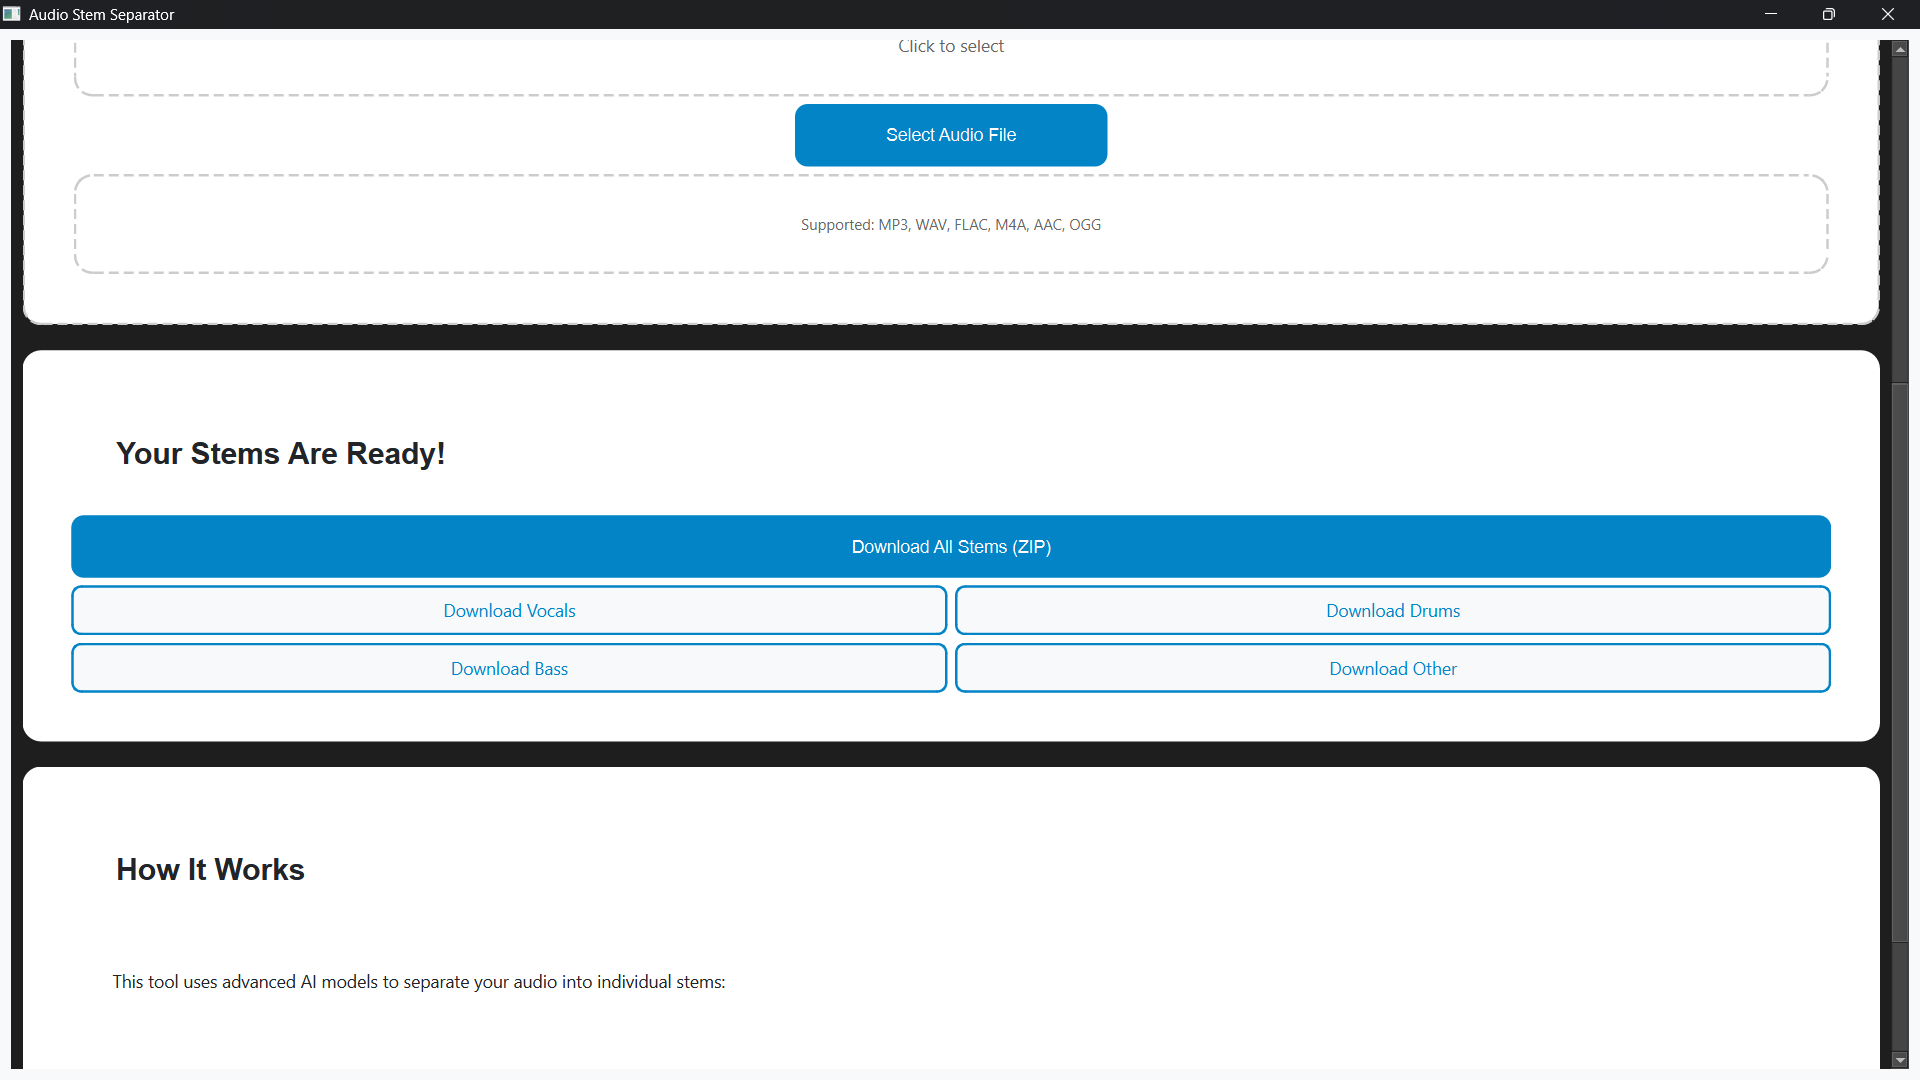 Audio Stem Separator
Click to select
Select Audio File
Supported: MP3, WAV, FLAC, M4A, AAC, OGG
Your Stems Are Ready!
Download All Stems (ZIP)
Download Vocals
Download Drums
Download Bass
Download Other
How It Works
This tool uses advanced AI models to separate your audio into individual stems: